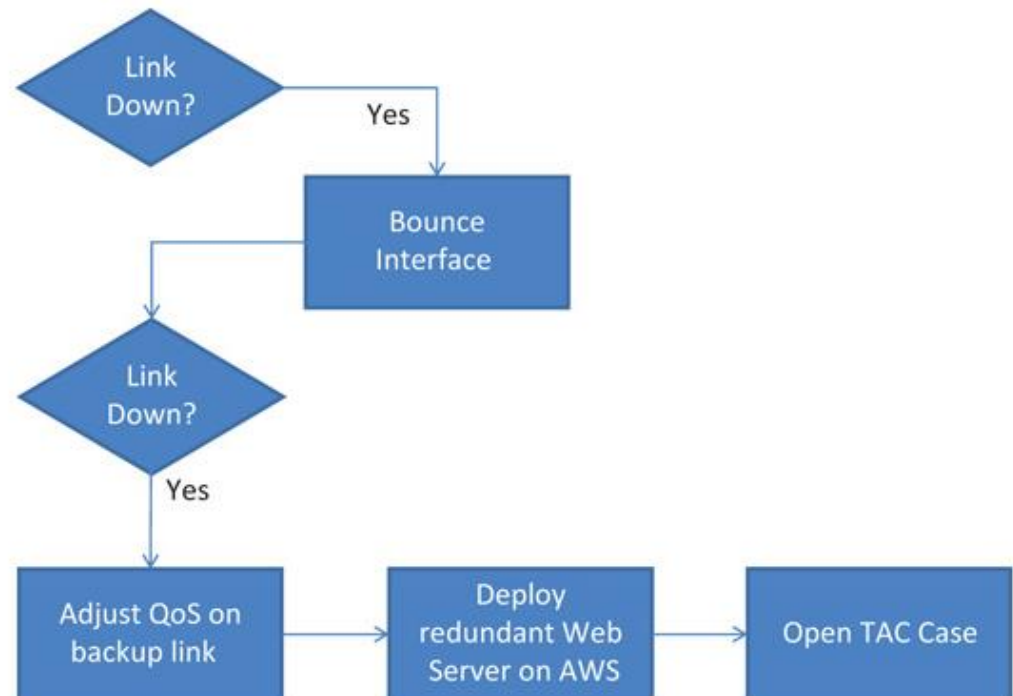 Link
Down?
Yes
Bounce
Interface
Link
Down?
Yes
Adjust QoS on
backup link
Deploy
redundant Web
Server on AWS
Open TAC Case